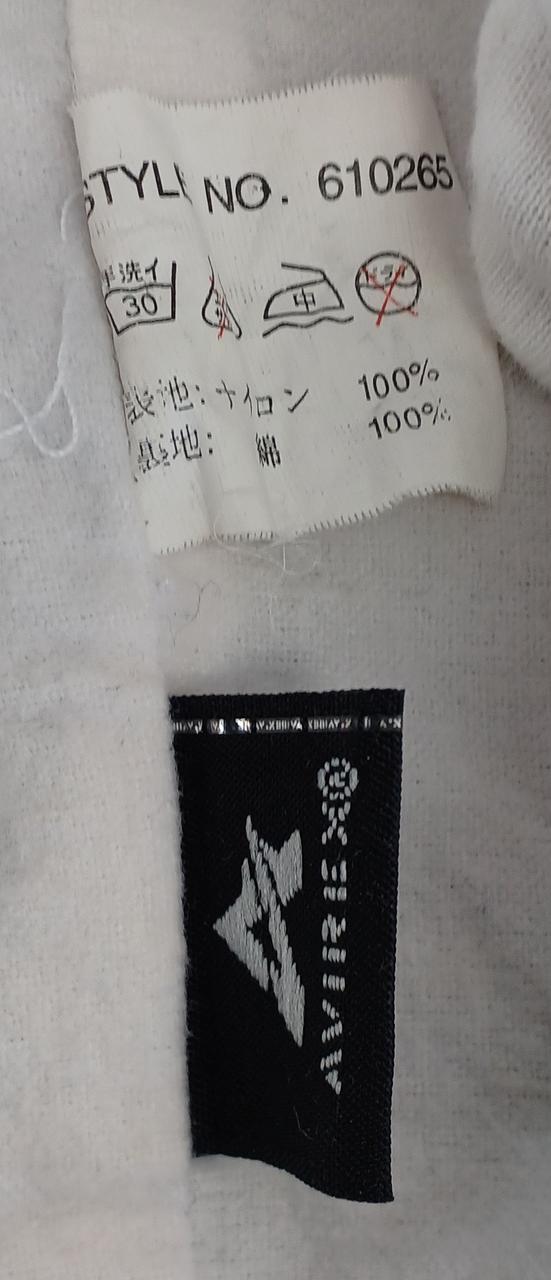 STYLE NO. 610265
手洗イ
30
中
ドライ
表地: ナイロン 100%
裏地: 綿 100%
AVIREX®